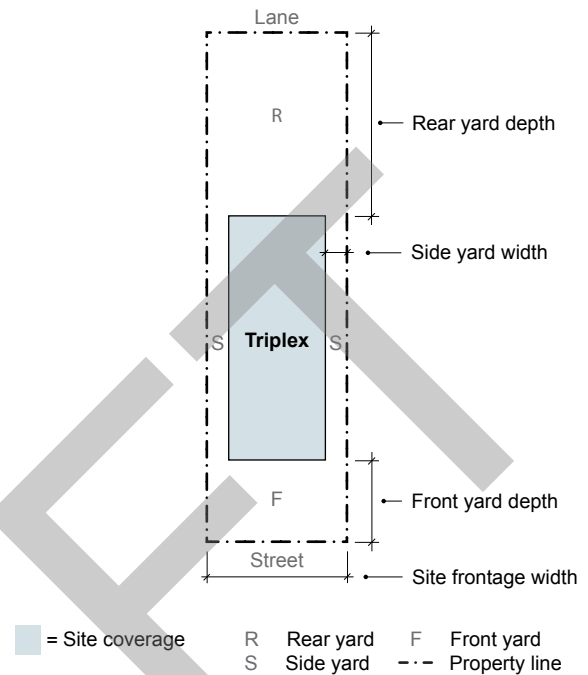 Lane
R
Rear yard depth
Side yard width
S Triplex S
F
Front yard depth
Street
Site frontage width
= Site coverage R Rear yard F Front yard
S Side yard Property line